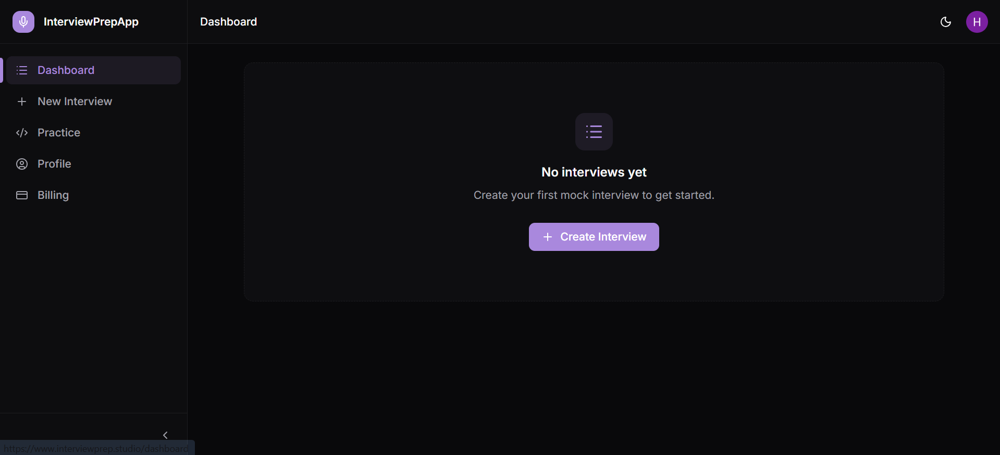 InterviewPrepApp
Dashboard
H
Dashboard
New Interview
Practice
Profile
Billing
No interviews yet
Create your first mock interview to get started.
Create Interview
https://www.interviewprep.studio/dashboard